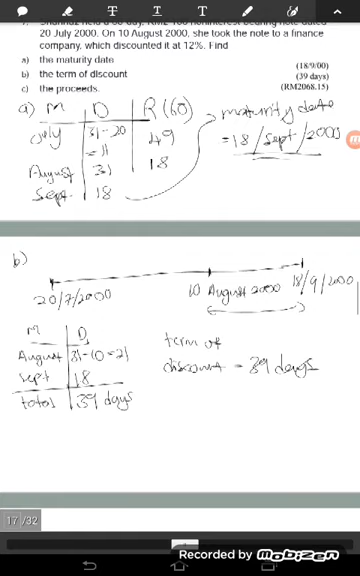 20 July 2000. On 10 August 2000, she took the note to a finance
company, which discounted it at 12%. Find
a) the maturity date (18/9/00)
b) the term of discount (39 days)
c) the proceeds. (RM2068.15)
a) M D R(60) maturity date
July 31-20 49 = 18/Sept/2000
= 11
August 31 18
Sept 18
b)
20/7/2000 10 August 2000 18/9/2000
M D term of
August 31-10=21 discount = 39 days
Sept 18
total 39 days
17 /32
Recorded by mobizen